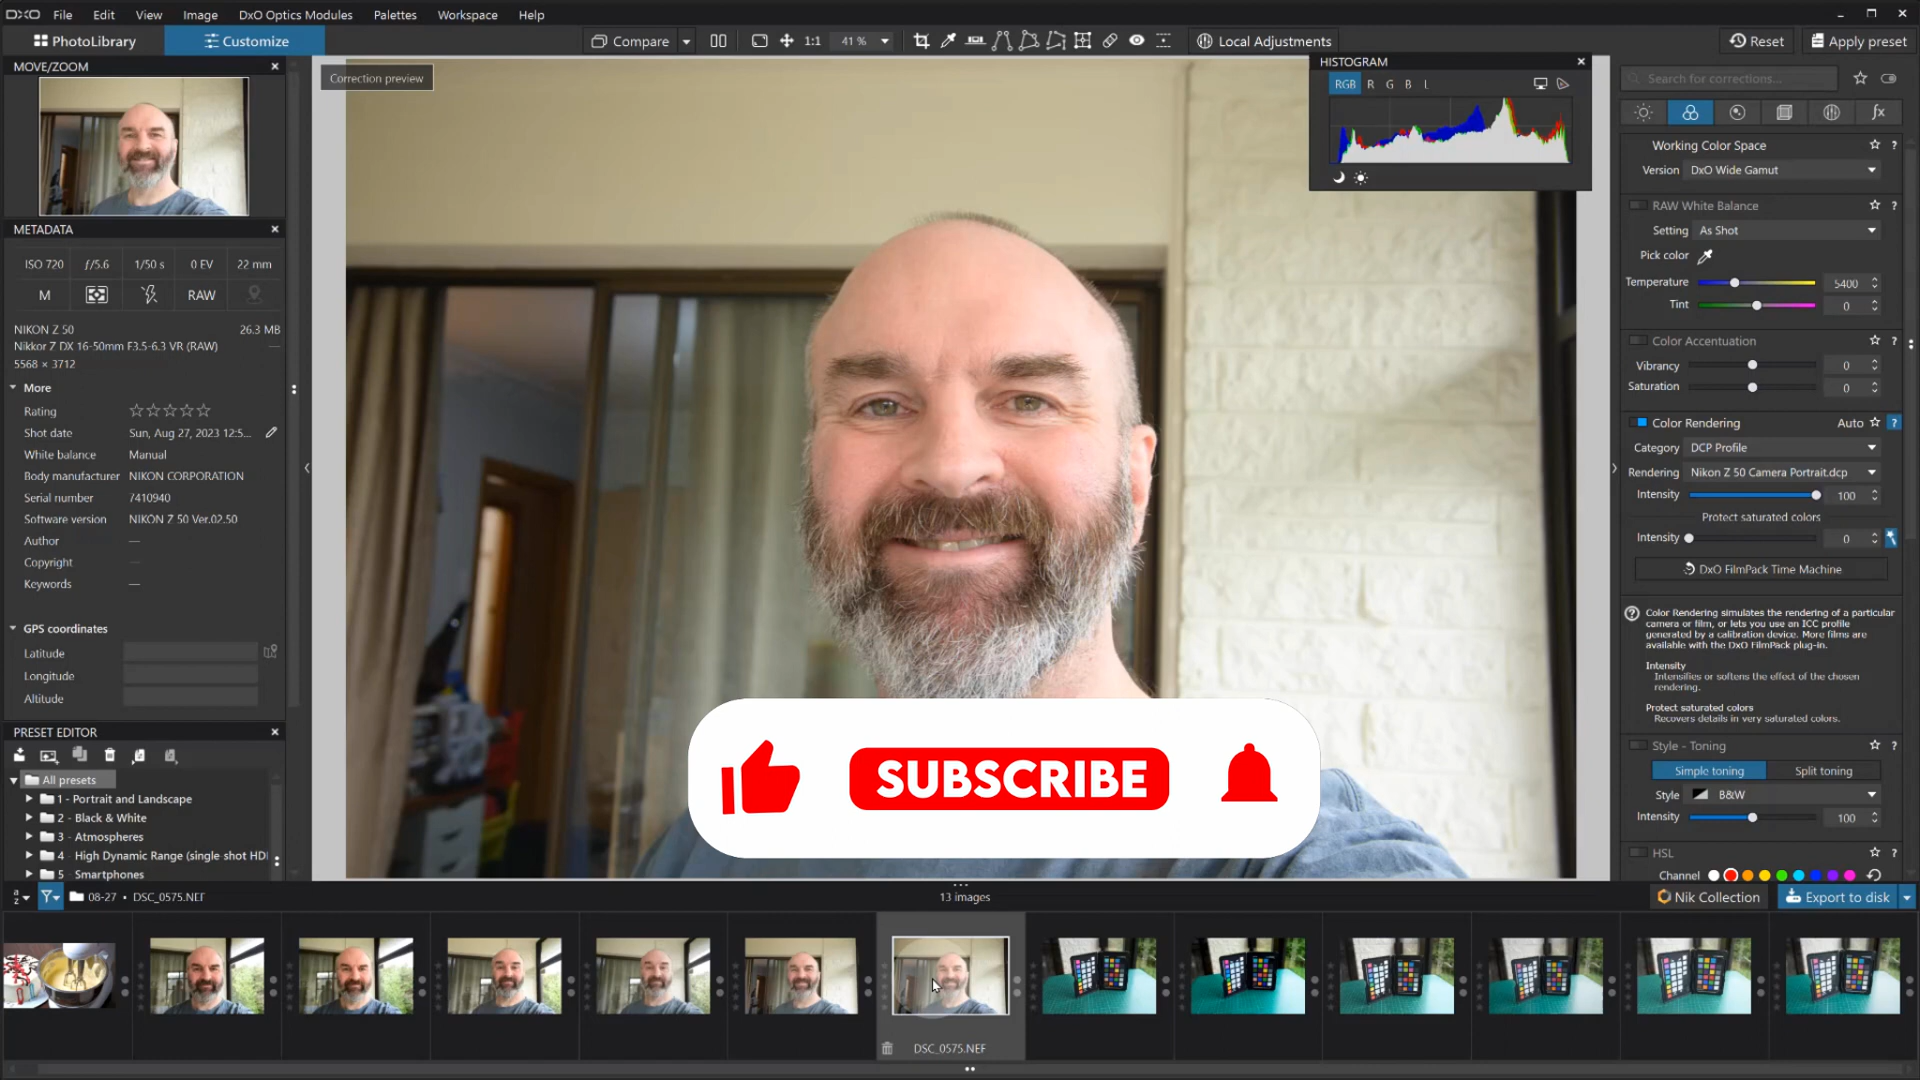 DXO File Edit View Image DxO Optics Modules Palettes Workspace Help
PhotoLibrary Customize Compare 1:1 41 % Local Adjustments Reset Apply preset
MOVE/ZOOM
Correction preview
HISTOGRAM
RGB R G B L
Search for corrections...
fx
METADATA
ISO 720 ƒ/5.6 1/50 s 0 EV 22 mm
M RAW
NIKON Z 50 26.3 MB
Nikkor Z DX 16-50mm F3.5-6.3 VR (RAW) —
5568 × 3712
More
Rating
Shot date Sun, Aug 27, 2023 12:5...
White balance Manual
Body manufacturer NIKON CORPORATION
Serial number 7410940
Software version NIKON Z 50 Ver.02.50
Author —
Copyright —
Keywords —
GPS coordinates
Latitude
Longitude
Altitude
PRESET EDITOR
All presets
1 - Portrait and Landscape
2 - Black & White
3 - Atmospheres
4 - High Dynamic Range (single-shot HDI
5 - Smartphones
Working Color Space ?
Version DxO Wide Gamut
RAW White Balance ?
Setting As Shot
Pick color
Temperature 5400
Tint 0
Color Accentuation ?
Vibrancy 0
Saturation 0
Color Rendering Auto ?
Category DCP Profile
Rendering Nikon Z 50 Camera Portrait.dcp
Intensity 100
Protect saturated colors
Intensity 0
DxO FilmPack Time Machine
? Color Rendering simulates the rendering of a particular
camera or film, or lets you use an ICC profile
generated by a calibration device. More films are
available with the DxO FilmPack plug-in.
Intensity
Intensifies or softens the effect of the chosen
rendering.
Protect saturated colors
Recovers details in very saturated colors.
Style - Toning ?
Simple toning Split toning
Style B&W
Intensity 100
HSL ?
Channel
SUBSCRIBE
a z 08-27 • DSC_0575.NEF 13 images Nik Collection Export to disk
DSC_0575.NEF